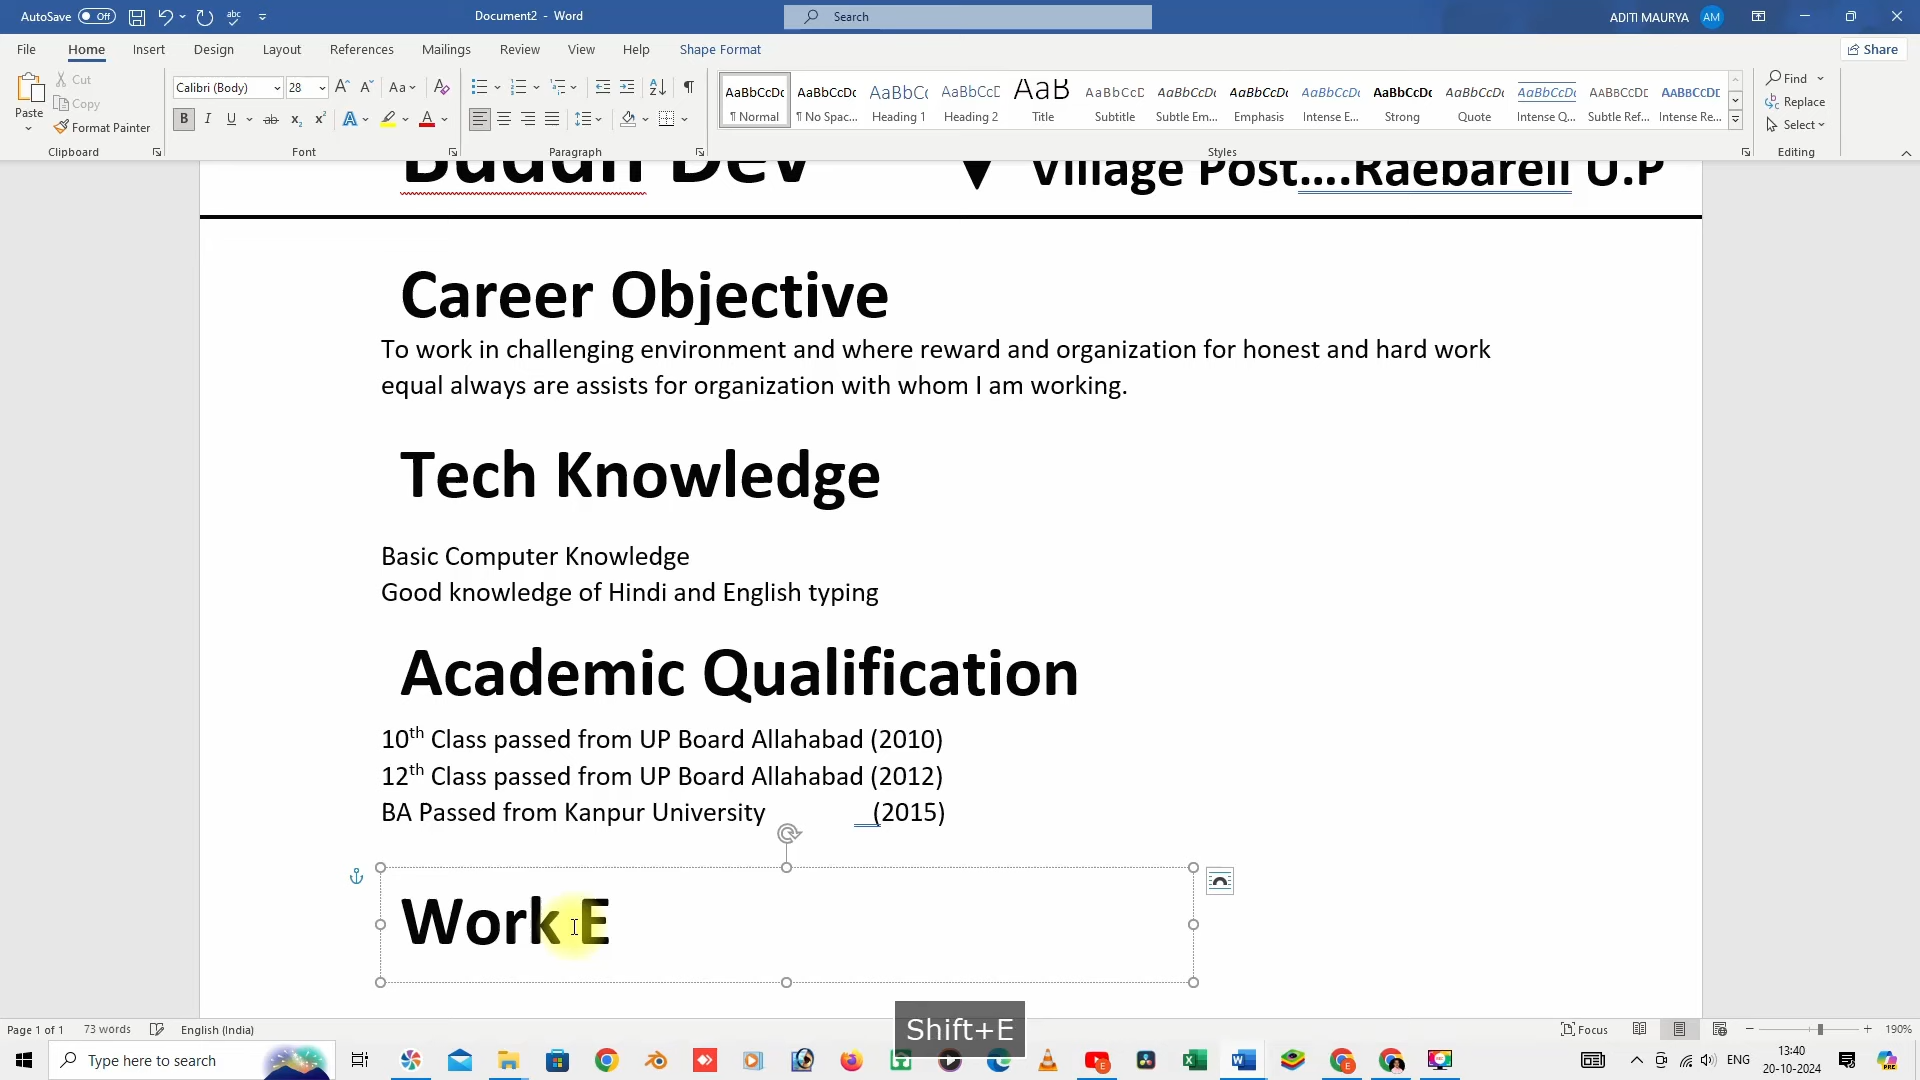 AutoSave Off abc Document2 - Word Search ADITI MAURYA AM
File Home Insert Design Layout References Mailings Review View Help Shape Format Share
Paste Cut Copy Format Painter
Calibri (Body) 28
AaBbCcDc AaBbCcDc AaBbC( AaBbCcE AaB AaBbCcD AaBbCcDc AaBbCcDc AaBbCcDc AaBbCcDc AaBbCcDc AaBbCcDc AABBCCDE AABBCCDE
¶ Normal ¶ No Spac... Heading 1 Heading 2 Title Subtitle Subtle Em... Emphasis Intense E... Strong Quote Intense Q... Subtle Ref... Intense Re...
Find
Replace
Select
Clipboard Font Paragraph Styles Editing
Village Post....Raebareli U.P
Career Objective
To work in challenging environment and where reward and organization for honest and hard work
equal always are assists for organization with whom I am working.
Tech Knowledge
Basic Computer Knowledge
Good knowledge of Hindi and English typing
Academic Qualification
10th Class passed from UP Board Allahabad (2010)
12th Class passed from UP Board Allahabad (2012)
BA Passed from Kanpur University (2015)
Work E
Shift+E
Page 1 of 1 73 words English (India) Focus 190%
Type here to search ENG 13:40
20-10-2024